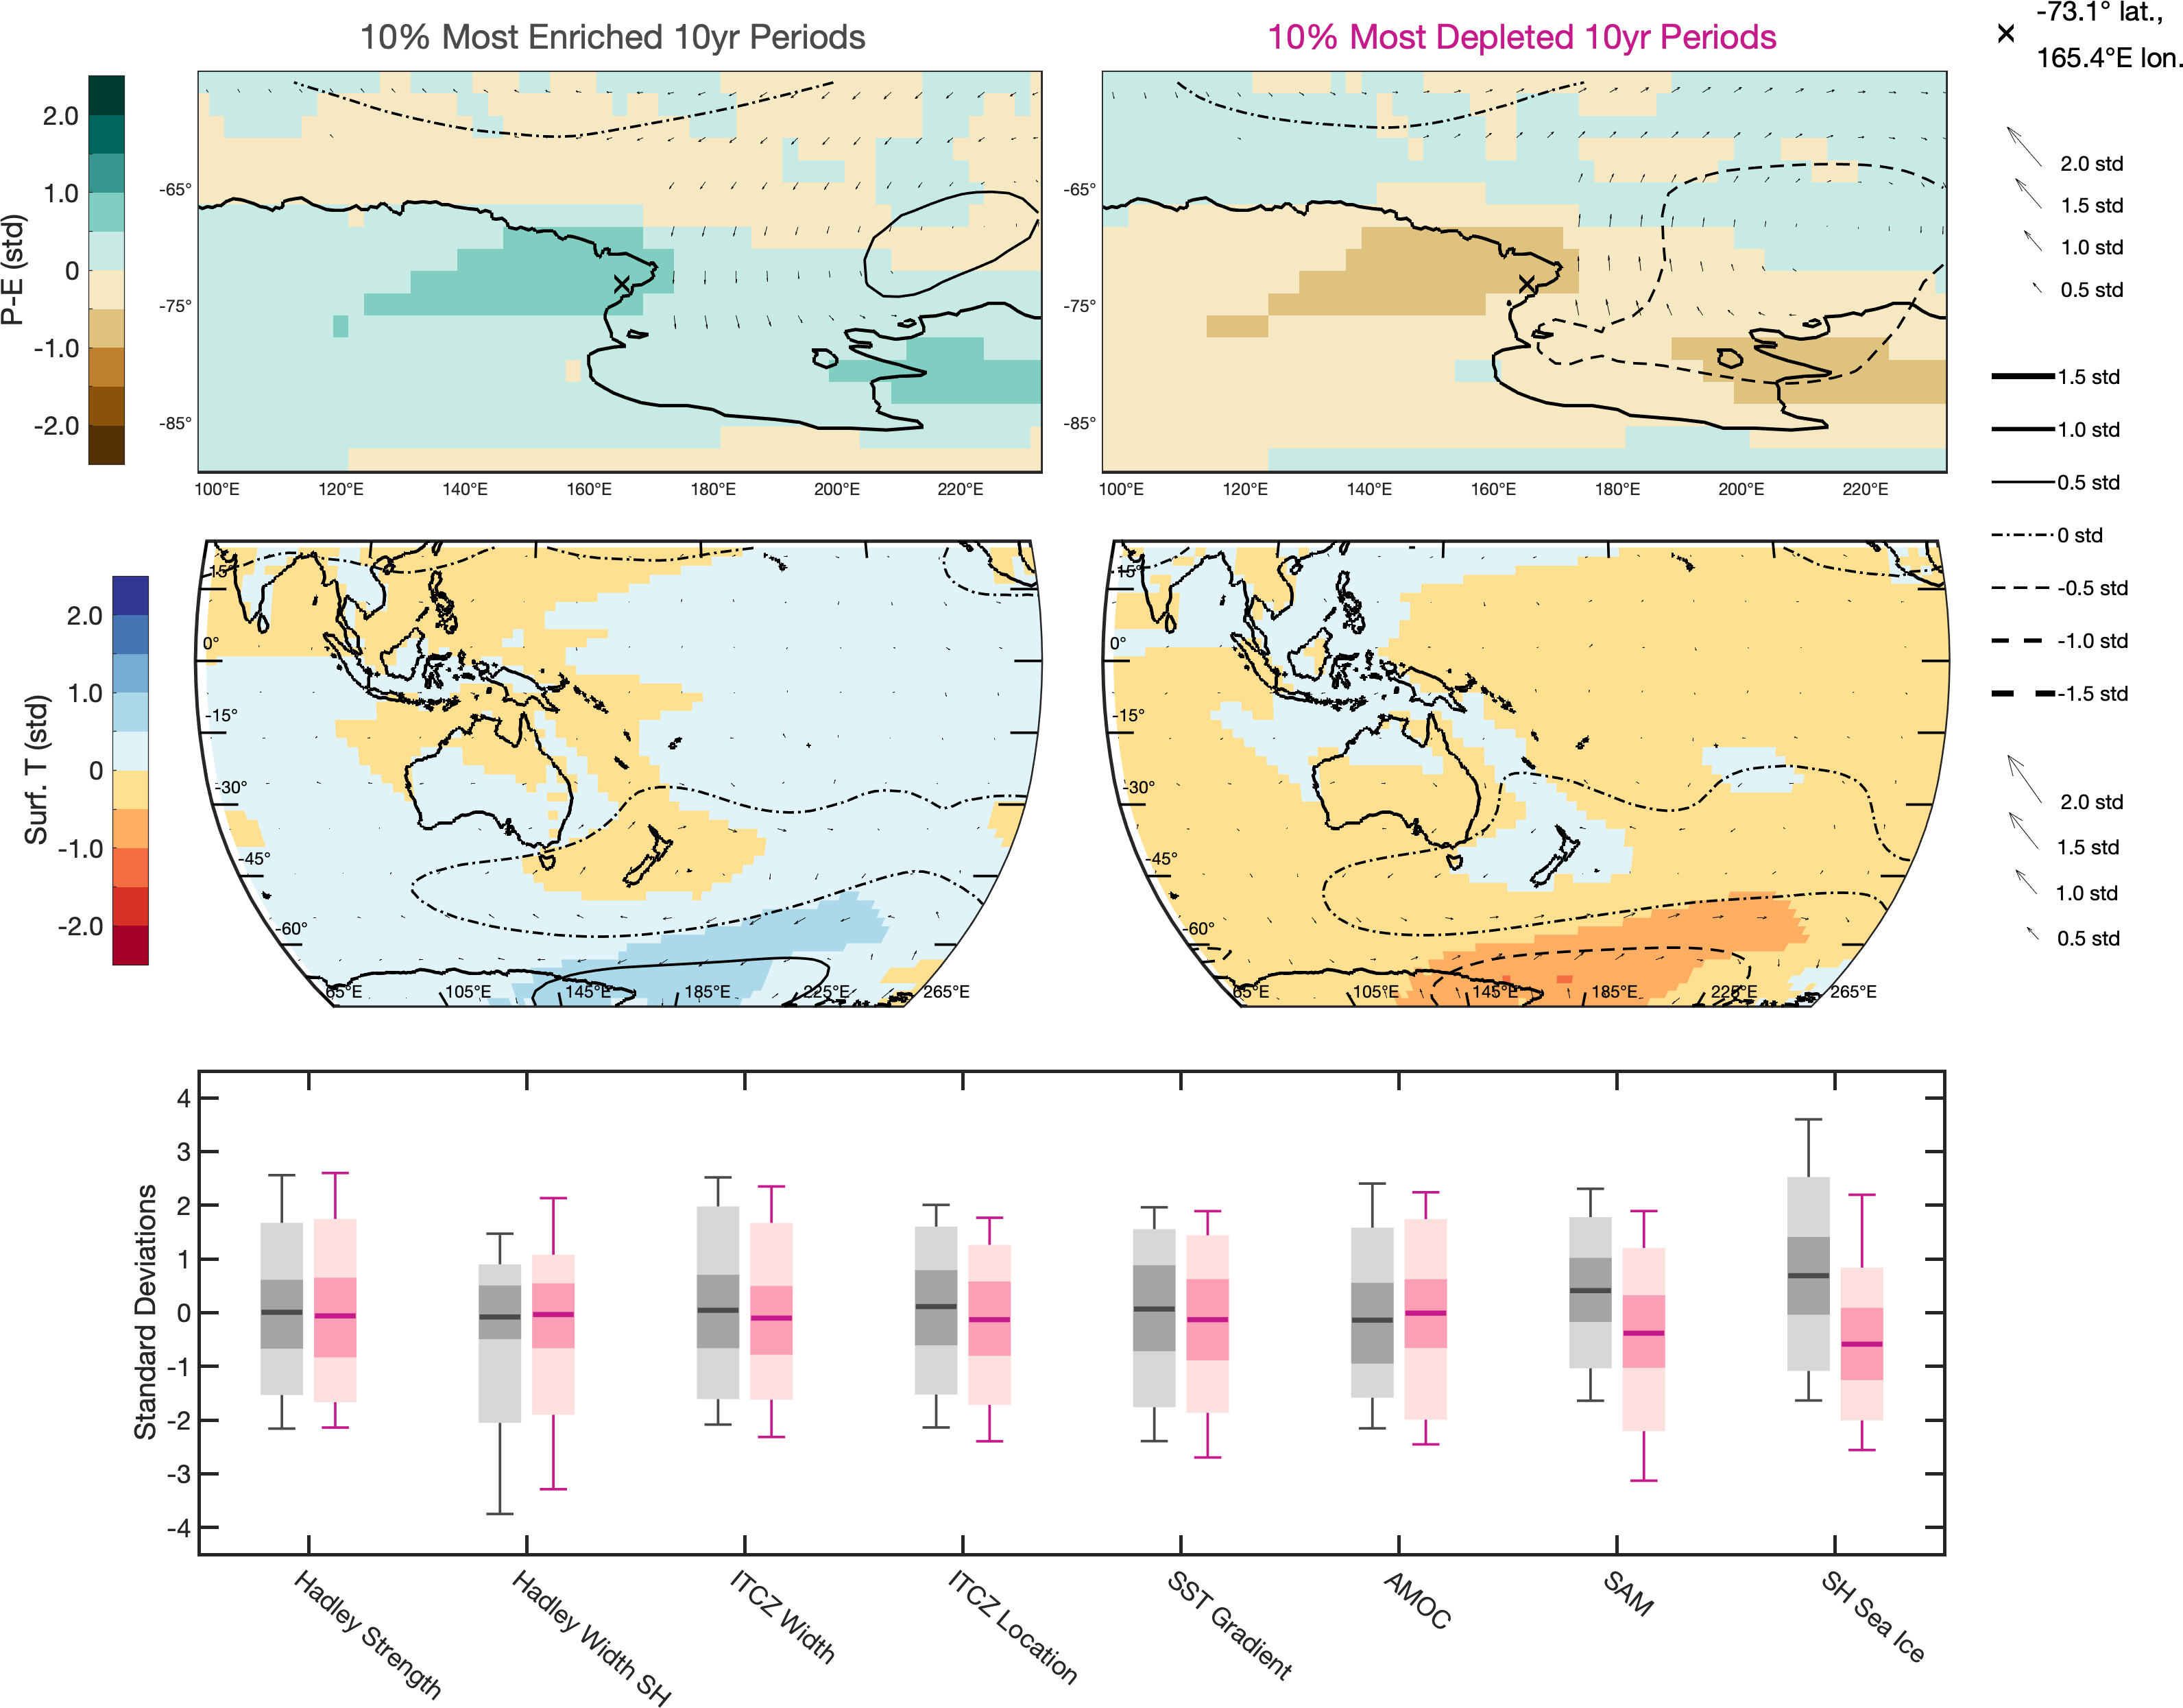 10% Most Enriched 10yr Periods
10% Most Depleted 10yr Periods
-73.1° lat.,
165.4°E lon.
P-E (std)
2.0
1.0
0
-1.0
-2.0
-65°
-75°
-85°
100°E 120°E 140°E 160°E 180°E 200°E 220°E
-65°
-75°
-85°
100°E 120°E 140°E 160°E 180°E 200°E 220°E
2.0 std
1.5 std
1.0 std
0.5 std
1.5 std
1.0 std
0.5 std
0 std
-0.5 std
-1.0 std
-1.5 std
2.0 std
1.5 std
1.0 std
0.5 std
Surf. T (std)
2.0
1.0
0
-1.0
-2.0
15°
0°
-15°
-30°
-45°
-60°
65°E 105°E 145°E 185°E 225°E 265°E
15°
0°
-15°
-30°
-45°
-60°
65°E 105°E 145°E 185°E 225°E 265°E
Standard Deviations
4
3
2
1
0
-1
-2
-3
-4
Hadley Strength
Hadley Width SH
ITCZ Width
ITCZ Location
SST Gradient
AMOC
SAM
SH Sea Ice